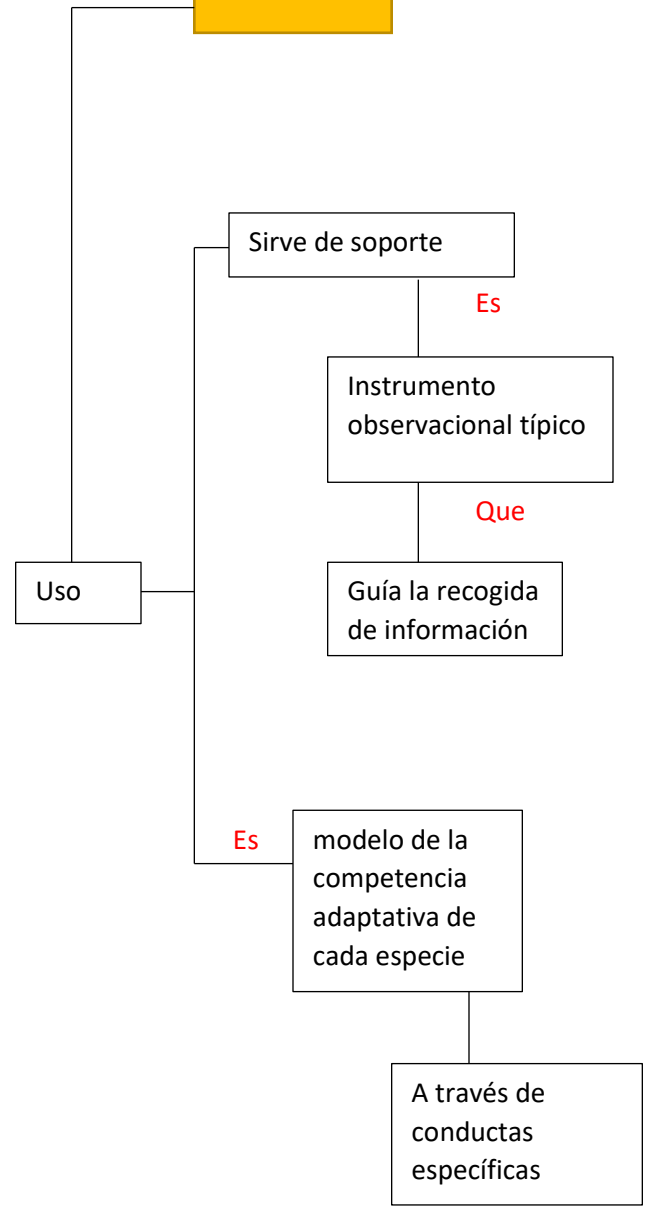 Sirve de soporte
Es
Instrumento
observacional típico
Que
Uso
Guía la recogida
de información
Es
modelo de la
competencia
adaptativa de
cada especie
A través de
conductas
específicas